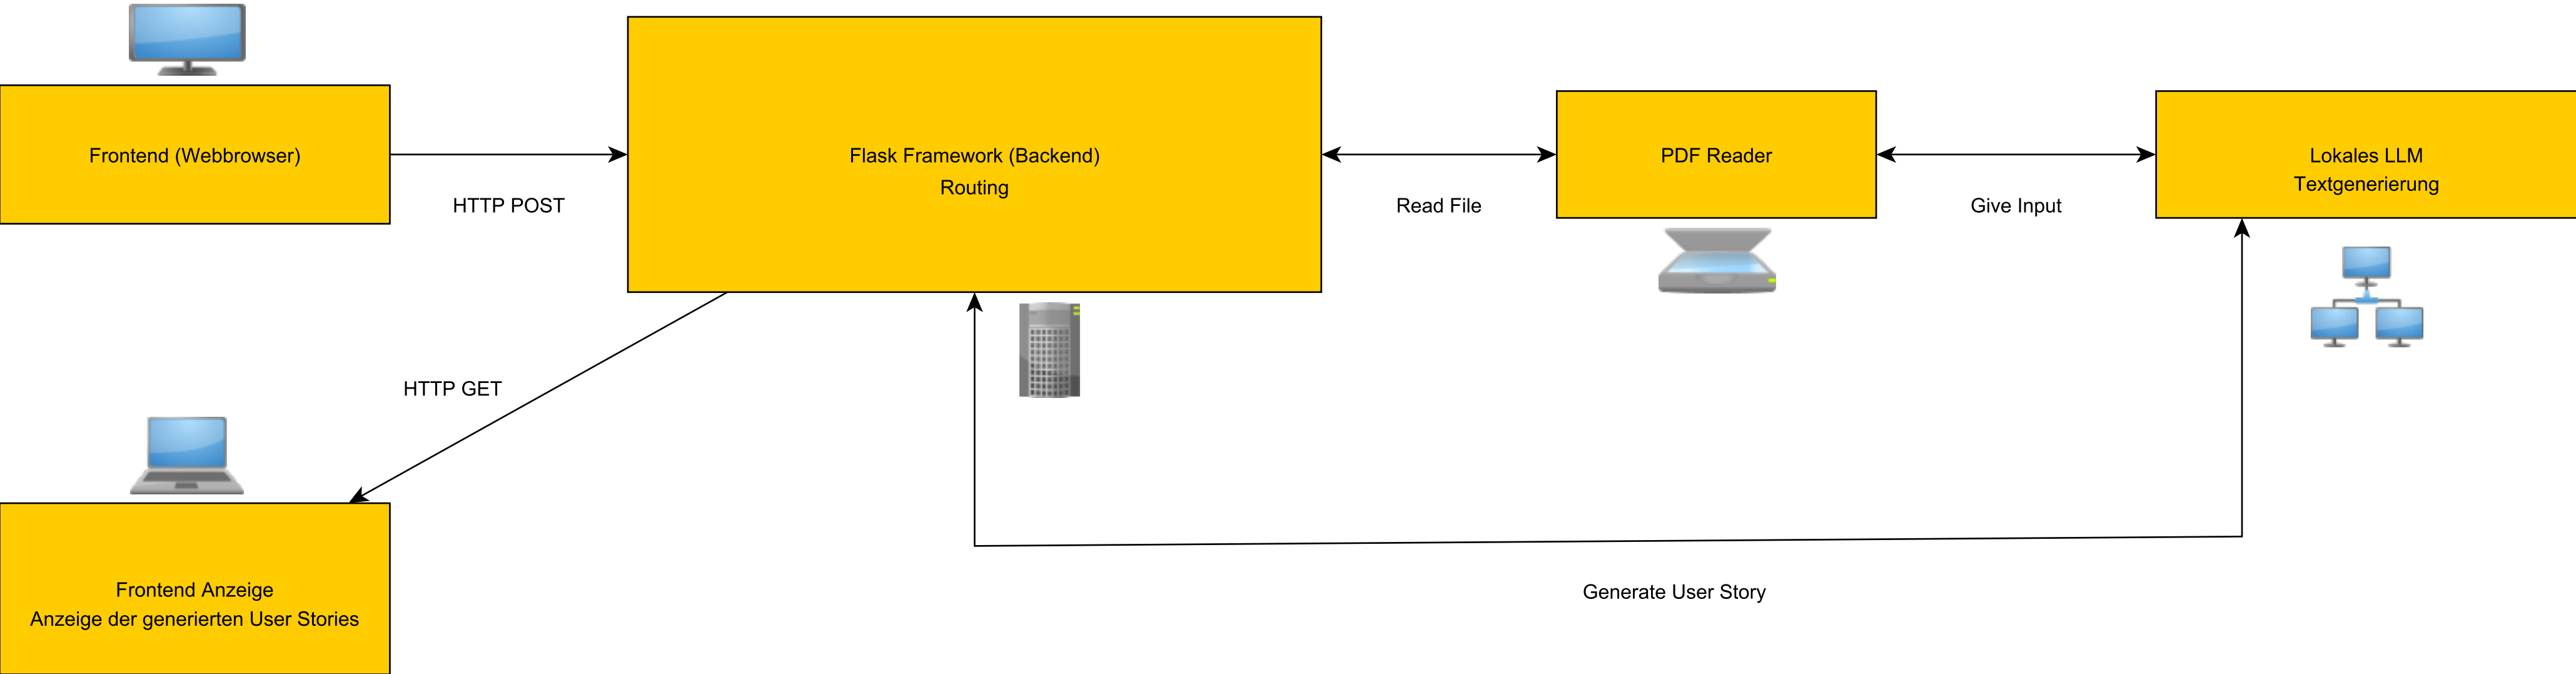 Frontend (Webbrowser)
HTTP POST
Flask Framework (Backend)
Routing
Read File
PDF Reader
Give Input
Lokales LLM
Textgenerierung
HTTP GET
Frontend Anzeige
Anzeige der generierten User Stories
Generate User Story